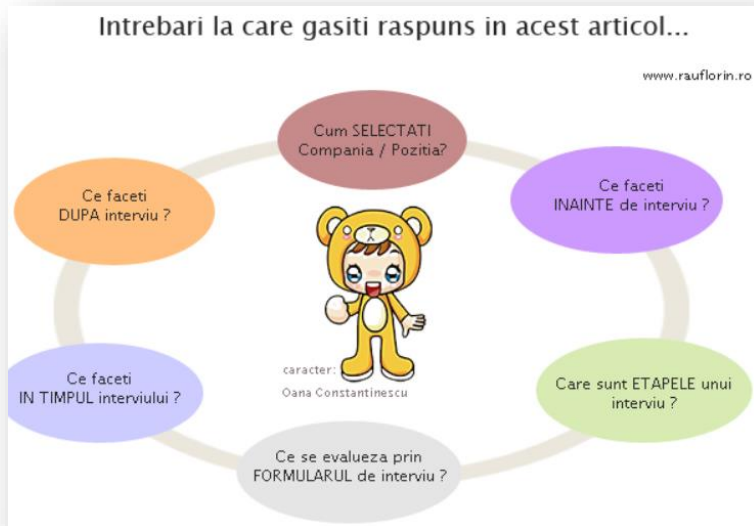 Intrebari la care gasiti raspuns in acest articol...
www.rauflorin.ro
Cum SELECTATI
Compania / Pozitia?
Ce faceti
INAINTE de interviu ?
Care sunt ETAPELE unui
interviu ?
Ce se evalueza prin
FORMULARUL de interviu ?
Ce faceti
IN TIMPUL interviului ?
Ce faceti
DUPA interviu ?
caracter:
Oana Constantinescu